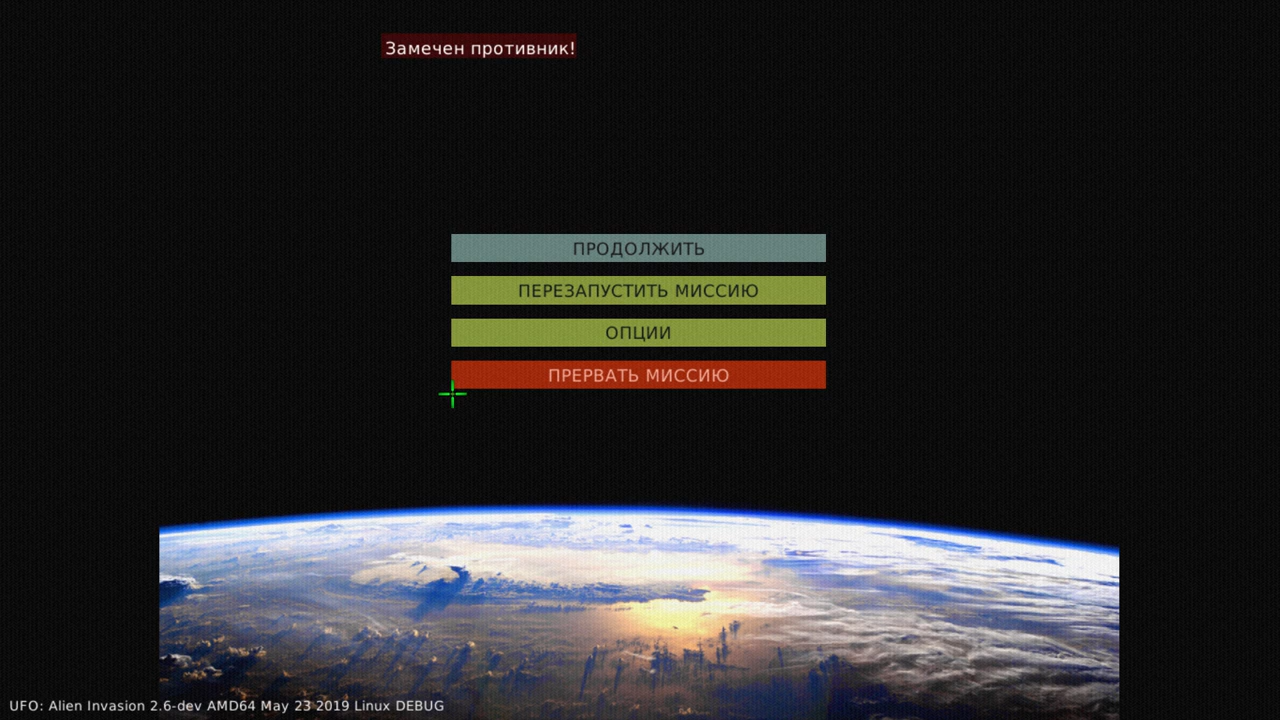 Замечен противник!
ПРОДОЛЖИТЬ
ПЕРЕЗАПУСТИТЬ МИССИЮ
ОПЦИИ
ПРЕРВАТЬ МИССИЮ
UFO: Alien Invasion 2.6-dev AMD64 May 23 2019 Linux DEBUG